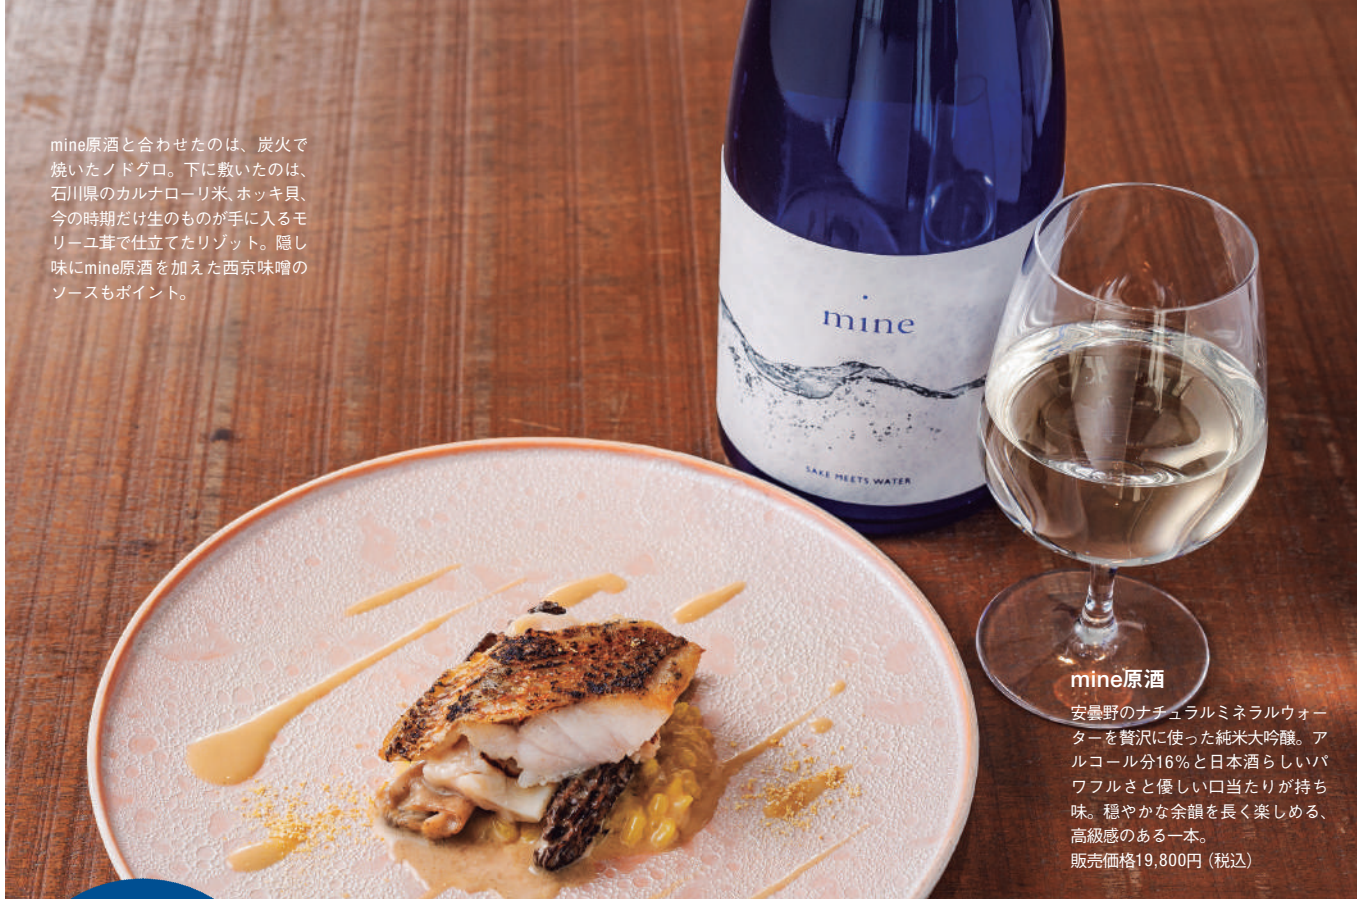 mine原酒と合わせたのは、炭火で
焼いたノドグロ。下に敷いたのは、
石川県のカルナローリ米、ホッキ貝、
今の時期だけ生のものが手に入るモ
リーユ茸で仕立てたリゾット。隠し
味にmine原酒を加えた西京味噌の
ソースもポイント。
mine
SAKE MEETS WATER
mine原酒
安曇野のナチュラルミネラルウォー
ターを贅沢に使った純米大吟醸。ア
ルコール分16%と日本酒らしいパ
ワフルさと優しい口当たりが持ち
味。穏やかな余韻を長く楽しめる、
高級感のある一本。
販売価格19,800円（税込）